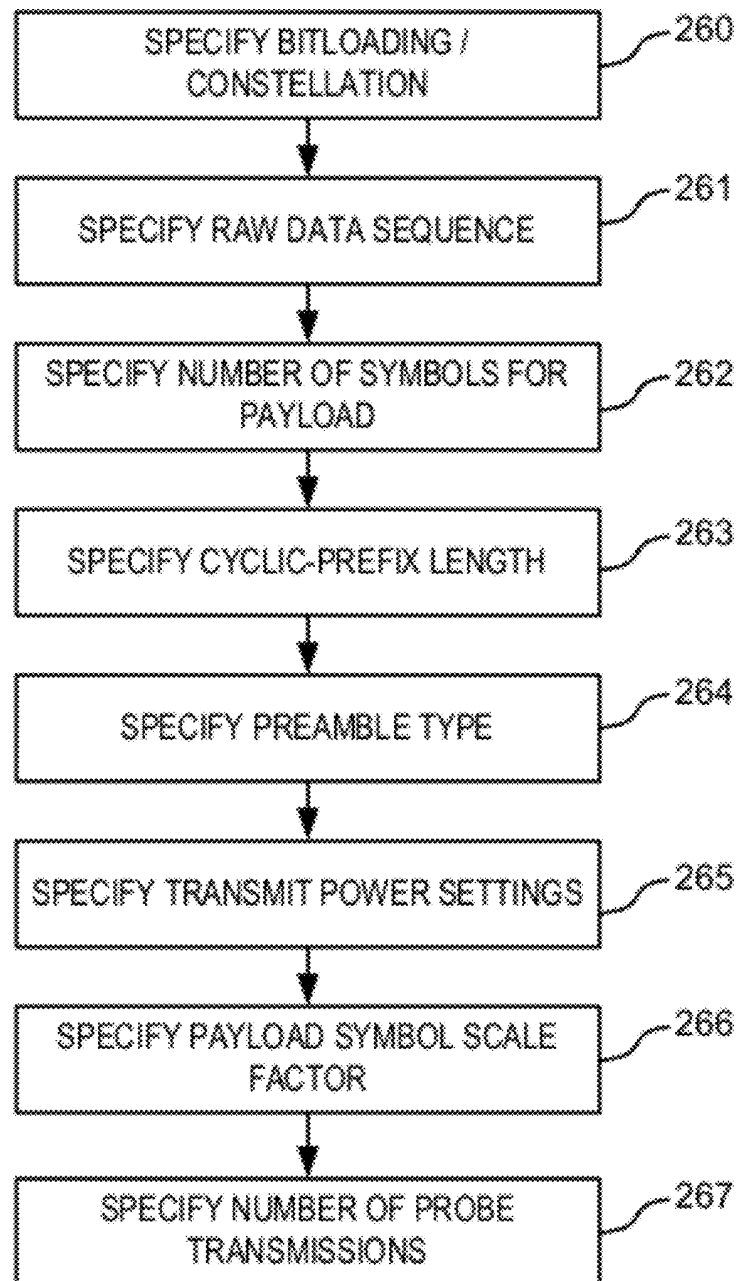 SPECIFY BITLOADING /
CONSTELLATION
260
SPECIFY RAW DATA SEQUENCE
261
SPECIFY NUMBER OF SYMBOLS FOR
PAYLOAD
262
SPECIFY CYCLIC-PREFIX LENGTH
263
SPECIFY PREAMBLE TYPE
264
SPECIFY TRANSMIT POWER SETTINGS
265
SPECIFY PAYLOAD SYMBOL SCALE
FACTOR
266
SPECIFY NUMBER OF PROBE
TRANSMISSIONS
267